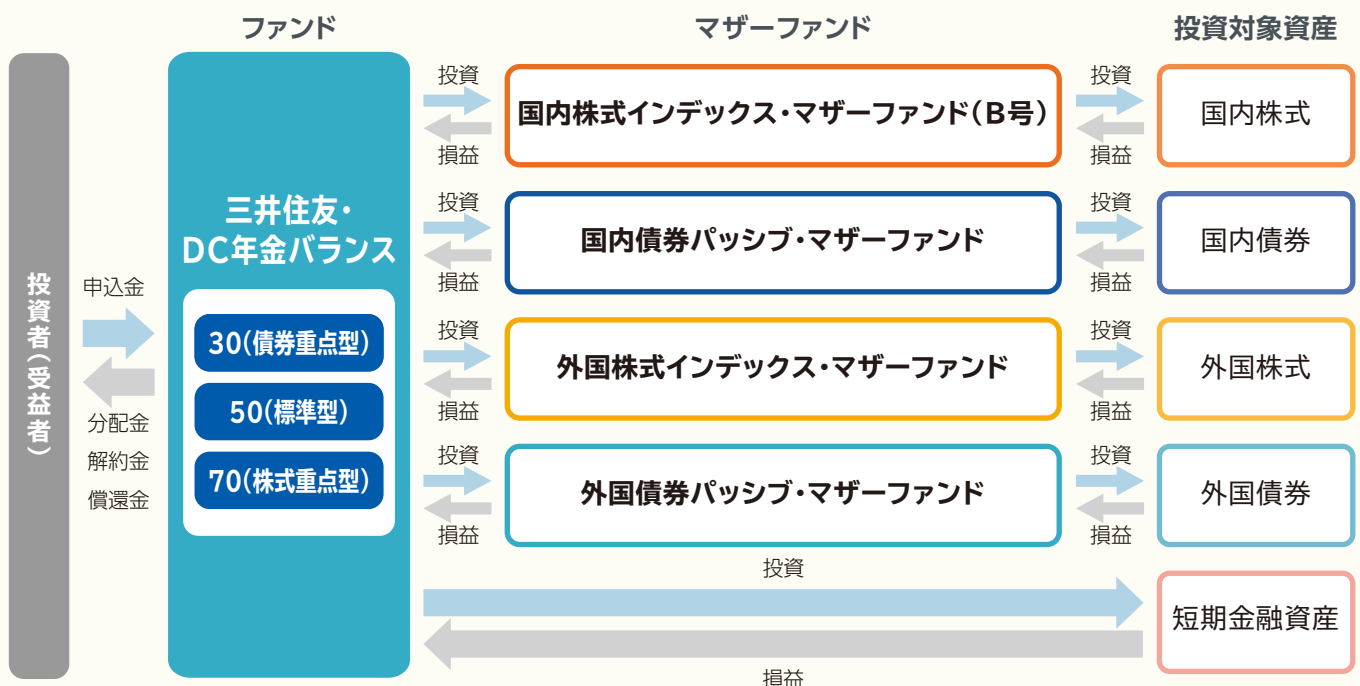 ファンド
マザーファンド
投資対象資産
投資者(受益者)
申込金
分配金
解約金
償還金
三井住友・
DC年金バランス
30(債券重点型)
50(標準型)
70(株式重点型)
投資
損益
国内株式インデックス・マザーファンド(B号)
投資
損益
国内株式
投資
損益
国内債券パッシブ・マザーファンド
投資
損益
国内債券
投資
損益
外国株式インデックス・マザーファンド
投資
損益
外国株式
投資
損益
外国債券パッシブ・マザーファンド
投資
損益
外国債券
投資
損益
短期金融資産